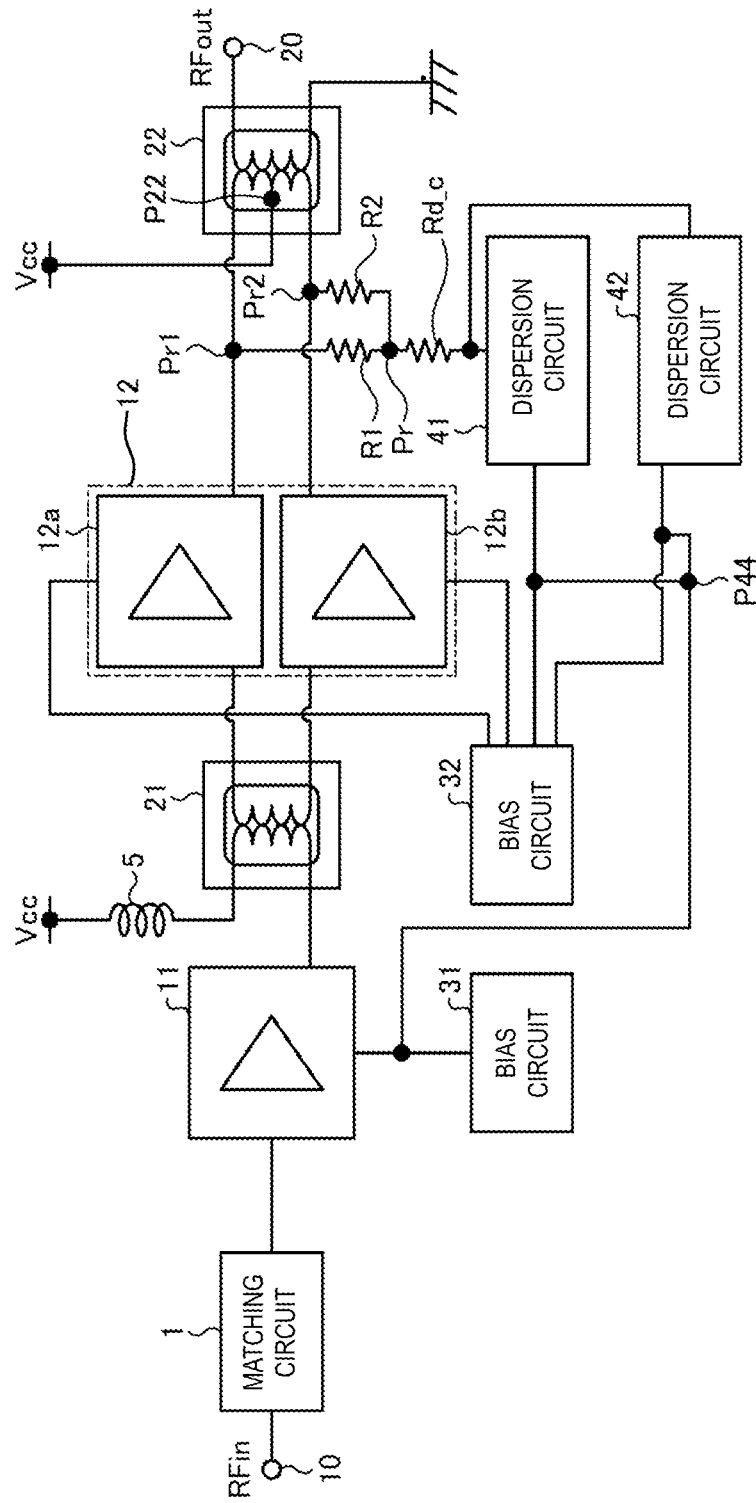 RFin
10
1
MATCHING
CIRCUIT
11
Vcc
5
21
31
BIAS
CIRCUIT
32
BIAS
CIRCUIT
12
12a
12b
Pr1
Pr2
Vcc
P22
22
RFout
20
R1
R2
Pr
Rd_c
41
DISPERSION
CIRCUIT
42
DISPERSION
CIRCUIT
P44